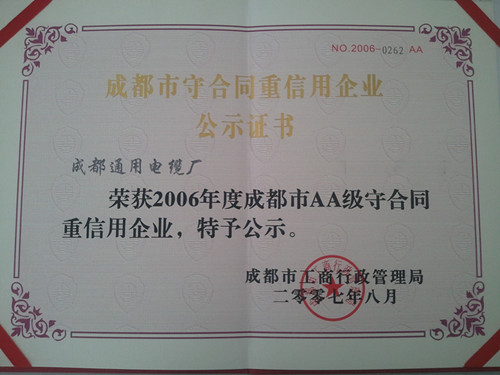 NO.2006-0262 AA
成都市守合同重信用企业
公示证书
成都通用电缆厂
荣获2006年度成都市AA级守合同
重信用企业，特予公示。
成都市工商行政管理局
二零零七年八月